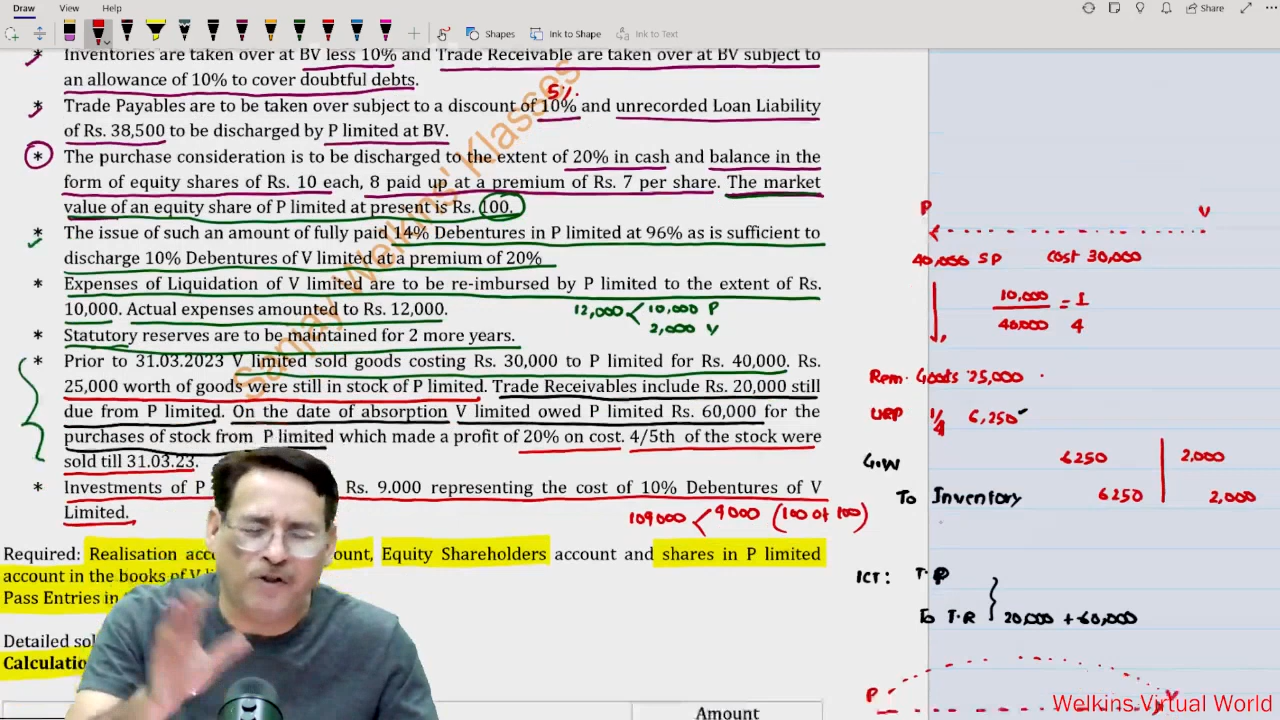 Draw View Help
Share
Shapes Ink to Shape Ink to Text
* Inventories are taken over at BV less 10% and Trade Receivable are taken over at BV subject to
an allowance of 10% to cover doubtful debts.
5%.
* Trade Payables are to be taken over subject to a discount of 10% and unrecorded Loan Liability
of Rs. 38,500 to be discharged by P limited at BV.
* The purchase consideration is to be discharged to the extent of 20% in cash and balance in the
form of equity shares of Rs. 10 each, 8 paid up at a premium of Rs. 7 per share. The market
value of an equity share of P limited at present is Rs. 100.
* The issue of such an amount of fully paid 14% Debentures in P limited at 96% as is sufficient to
discharge 10% Debentures of V limited at a premium of 20%
* Expenses of Liquidation of V limited are to be re-imbursed by P limited to the extent of Rs.
10,000. Actual expenses amounted to Rs. 12,000.
12,000 < 10,000 P
2,000 V
* Statutory reserves are to be maintained for 2 more years.
* Prior to 31.03.2023 V limited sold goods costing Rs. 30,000 to P limited for Rs. 40,000. Rs.
25,000 worth of goods were still in stock of P limited. Trade Receivables include Rs. 20,000 still
due from P limited. On the date of absorption V limited owed P limited Rs. 60,000 for the
purchases of stock from P limited which made a profit of 20% on cost. 4/5th of the stock were
sold till 31.03.23.
* Investments of P Rs. 9.000 representing the cost of 10% Debentures of V
Limited.
109000 < 9000 (100 of 100)
Required: Realisation acc ount, Equity Shareholders account and shares in P limited
account in the books of V
Pass Entries in
Detailed sol
Calculatio
Amount
Sanjay Welkins' Klasses
P V
40,000 SP cost 30,000
10,000 = 1
40,000 4
Rem. Goods 25,000
URP 1/4 6,250
G.W 6250 2,000
To Inventory 6250 2,000
ICT: T.P
To T.R } 20,000 + 60,000
P V
Welkins Virtual World